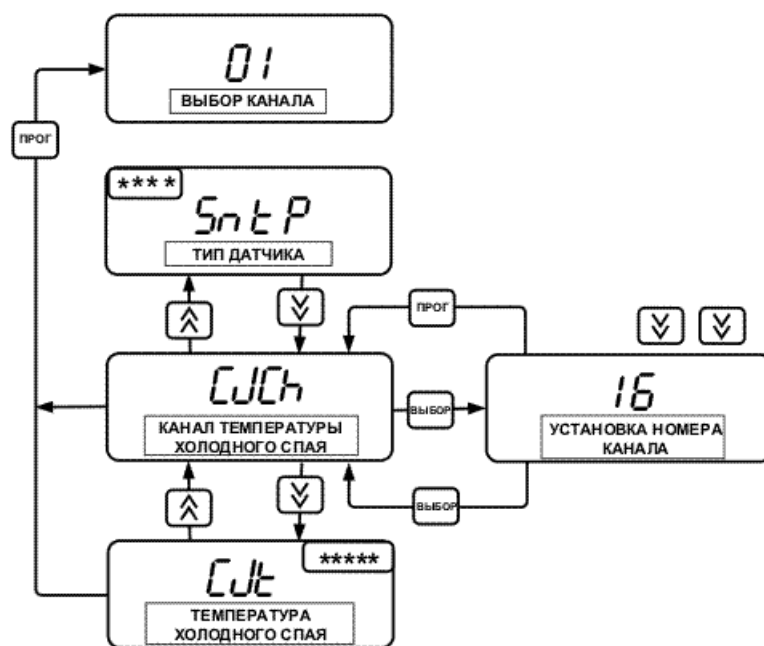 01
ВЫБОР КАНАЛА
ПРОГ
****
SntP
ТИП ДАТЧИКА
ПРОГ
CJCh
КАНАЛ ТЕМПЕРАТУРЫ
ХОЛОДНОГО СПАЯ
ВЫБОР
16
УСТАНОВКА НОМЕРА
КАНАЛА
ВЫБОР
*****
CJt
ТЕМПЕРАТУРА
ХОЛОДНОГО СПАЯ